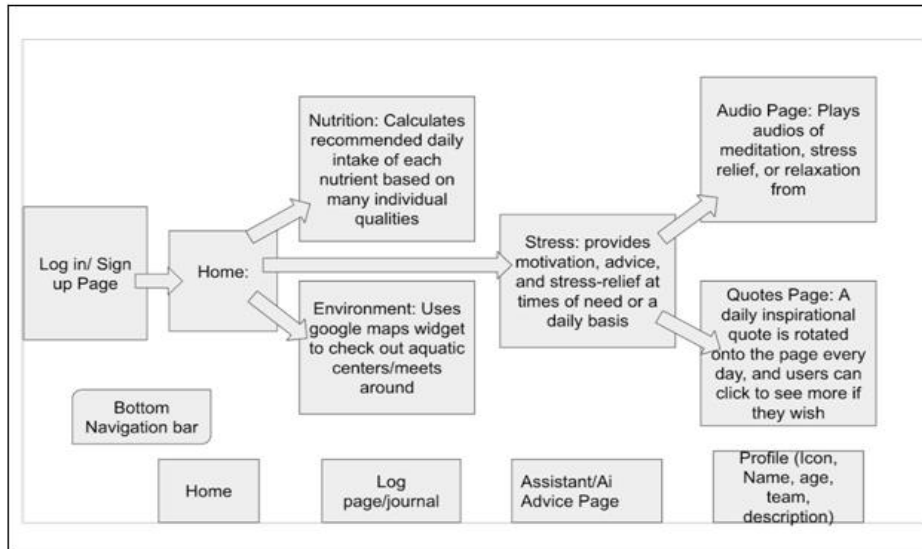 Log in/ Sign
up Page
Home:
Nutrition: Calculates
recommended daily
intake of each
nutrient based on
many individual
qualities
Environment: Uses
google maps widget
to check out aquatic
centers/meets
around
Stress: provides
motivation, advice,
and stress-relief at
times of need or a
daily basis
Audio Page: Plays
audios of
meditation, stress
relief, or relaxation
from
Quotes Page: A
daily inspirational
quote is rotated
onto the page every
day, and users can
click to see more if
they wish
Bottom
Navigation bar
Home
Log
page/journal
Assistant/Ai
Advice Page
Profile (Icon,
Name, age,
team,
description)